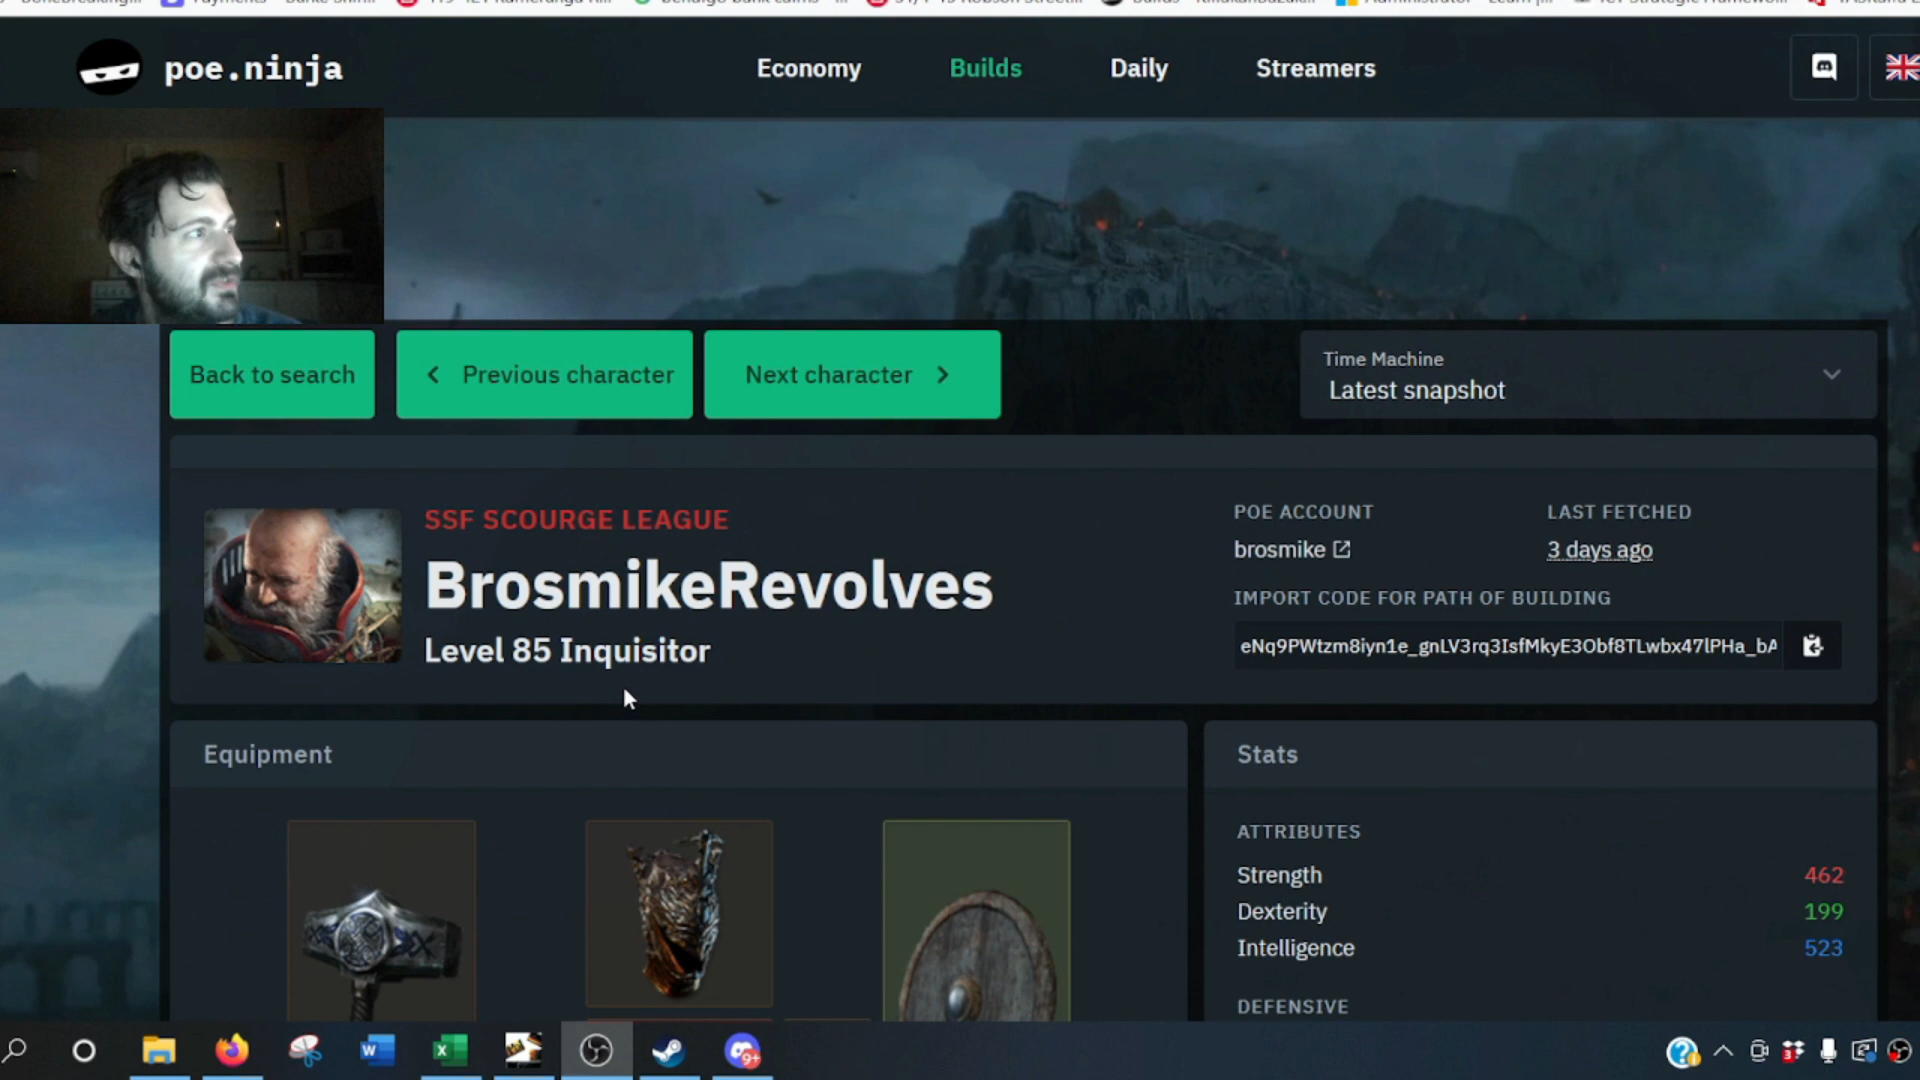 poe.ninja
Economy
Builds
Daily
Streamers
Back to search
Previous character
Next character
Time Machine
Latest snapshot
SSF SCOURGE LEAGUE
BrosmikeRevolves
Level 85 Inquisitor
POE ACCOUNT
brosmike
LAST FETCHED
3 days ago
IMPORT CODE FOR PATH OF BUILDING
eNq9PWtzm8iyn1e_gnLV3rq3IsfMkyE3Obf8TLwbx47lPHa_bA
Equipment
Stats
ATTRIBUTES
Strength 462
Dexterity 199
Intelligence 523
DEFENSIVE
9+